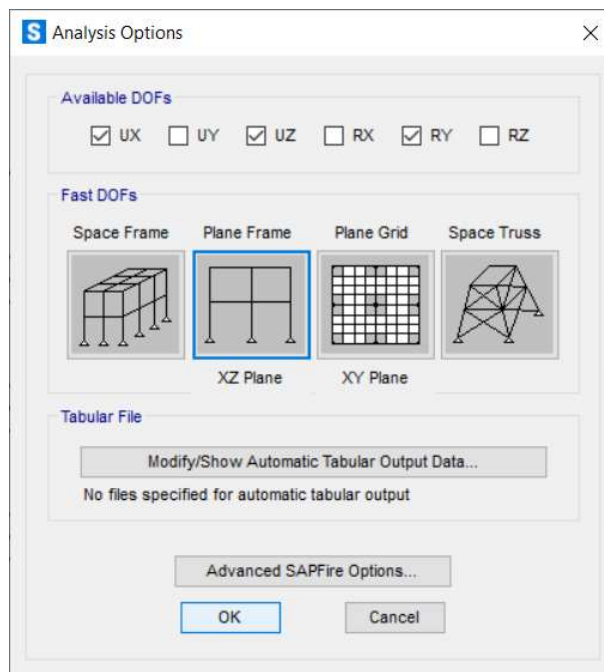 S Analysis Options
Available DOFs
UX UY UZ RX RY RZ
Fast DOFs
Space Frame Plane Frame Plane Grid Space Truss
XZ Plane XY Plane
Tabular File
Modify/Show Automatic Tabular Output Data...
No files specified for automatic tabular output
Advanced SAPFire Options...
OK Cancel